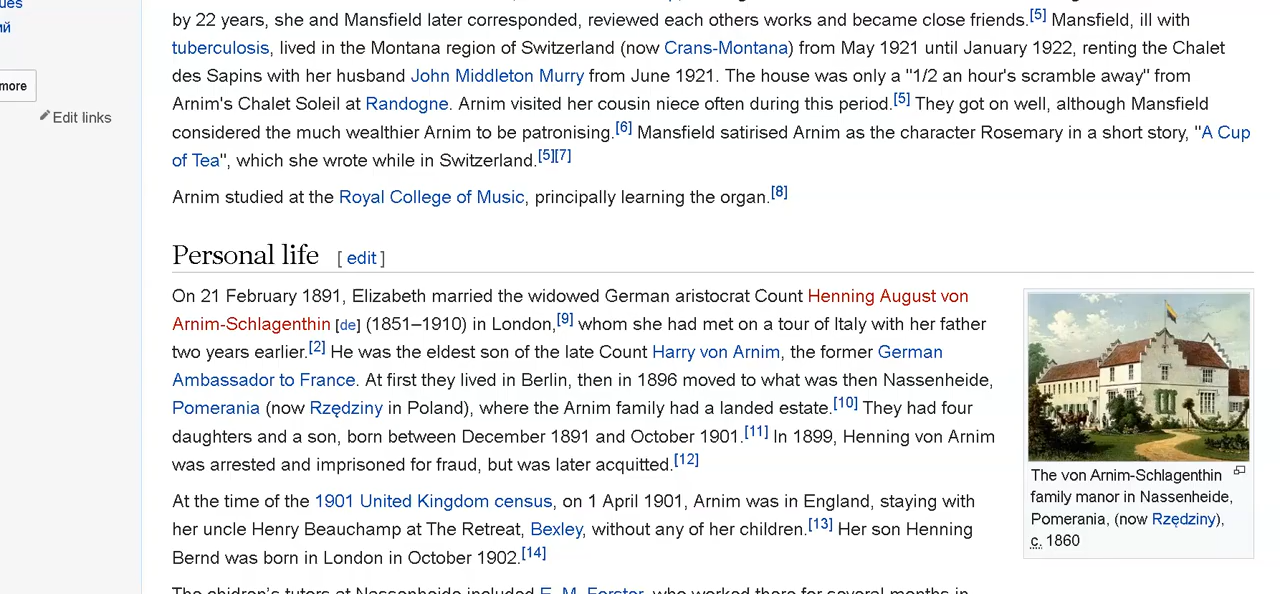 ues
ий
more
Edit links
by 22 years, she and Mansfield later corresponded, reviewed each others works and became close friends.[5] Mansfield, ill with
tuberculosis, lived in the Montana region of Switzerland (now Crans-Montana) from May 1921 until January 1922, renting the Chalet
des Sapins with her husband John Middleton Murry from June 1921. The house was only a "1/2 an hour's scramble away" from
Arnim's Chalet Soleil at Randogne. Arnim visited her cousin niece often during this period.[5] They got on well, although Mansfield
considered the much wealthier Arnim to be patronising.[6] Mansfield satirised Arnim as the character Rosemary in a short story, "A Cup
of Tea", which she wrote while in Switzerland.[5][7]
Arnim studied at the Royal College of Music, principally learning the organ.[8]
Personal life [ edit ]
On 21 February 1891, Elizabeth married the widowed German aristocrat Count Henning August von
Arnim-Schlagenthin [de] (1851–1910) in London,[9] whom she had met on a tour of Italy with her father
two years earlier.[2] He was the eldest son of the late Count Harry von Arnim, the former German
Ambassador to France. At first they lived in Berlin, then in 1896 moved to what was then Nassenheide,
Pomerania (now Rzędziny in Poland), where the Arnim family had a landed estate.[10] They had four
daughters and a son, born between December 1891 and October 1901.[11] In 1899, Henning von Arnim
was arrested and imprisoned for fraud, but was later acquitted.[12]
At the time of the 1901 United Kingdom census, on 1 April 1901, Arnim was in England, staying with
her uncle Henry Beauchamp at The Retreat, Bexley, without any of her children.[13] Her son Henning
Bernd was born in London in October 1902.[14]
The chidren's tutors at Nassenheide included E. M. Forster, who worked there for several months in
The von Arnim-Schlagenthin
family manor in Nassenheide,
Pomerania, (now Rzędziny),
c. 1860